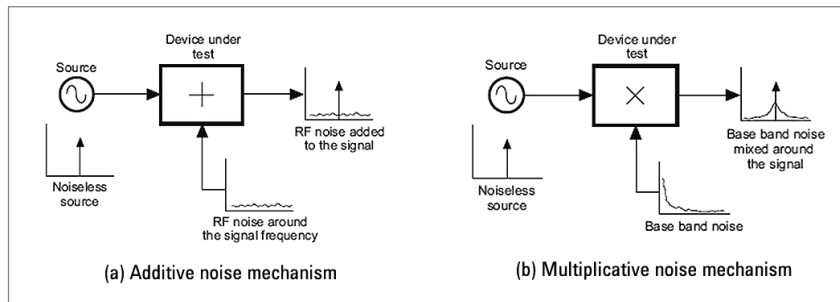 Device under
test
Source
+
RF noise added
to the signal
Noiseless
source
RF noise around
the signal frequency
(a) Additive noise mechanism
Device under
test
Source
×
Base band noise
mixed around
the signal
Noiseless
source
Base band noise
(b) Multiplicative noise mechanism